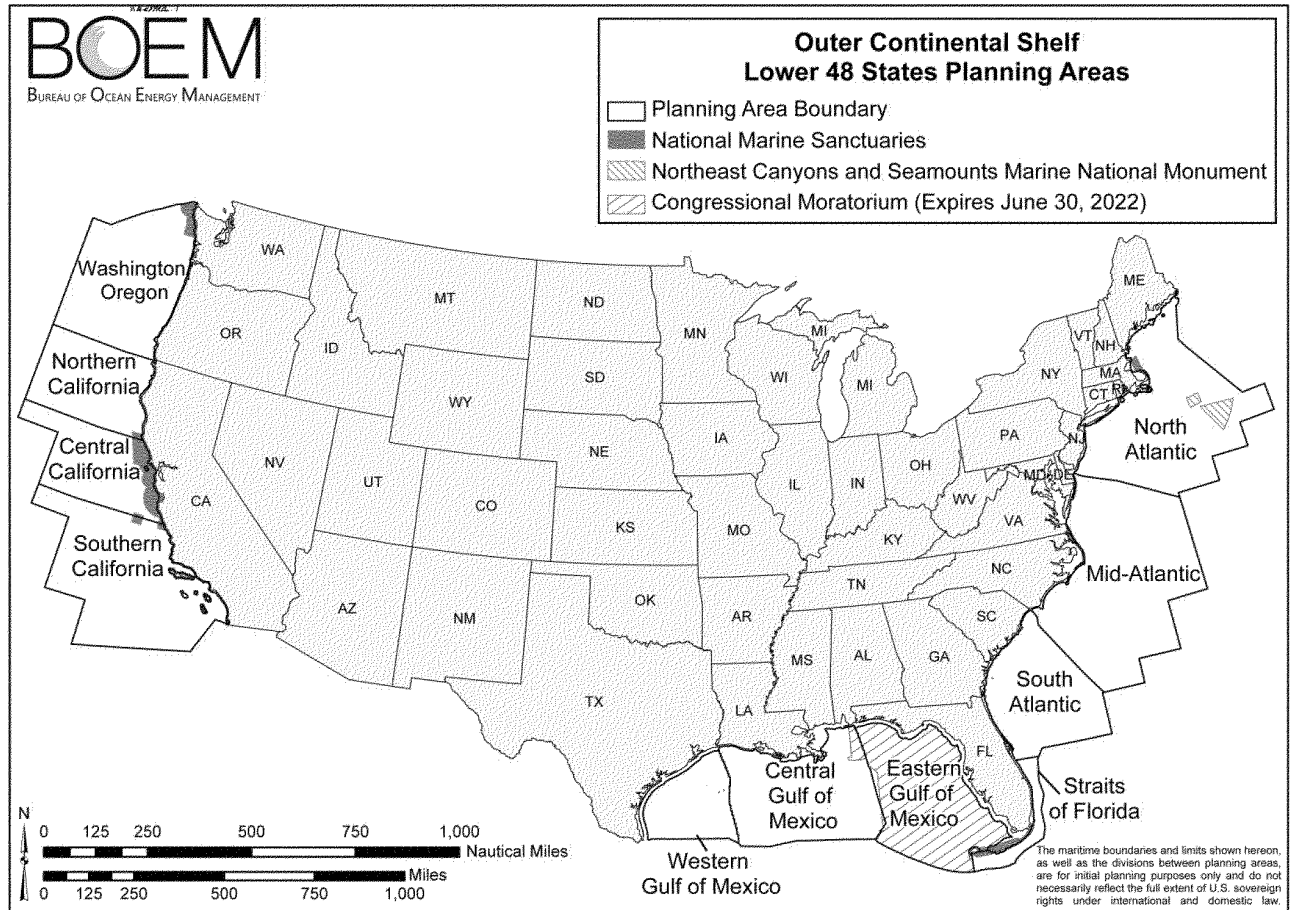 BOEM
BUREAU OF OCEAN ENERGY MANAGEMENT
Outer Continental Shelf
Lower 48 States Planning Areas
Planning Area Boundary
National Marine Sanctuaries
Northeast Canyons and Seamounts Marine National Monument
Congressional Moratorium (Expires June 30, 2022)
Washington
Oregon
Northern
California
Central
California
Southern
California
WA
OR
ID
MT
ND
MN
SD
WY
NV
UT
CA
CO
NE
KS
IA
WI
MI
MI
IL
IN
OH
MO
KY
WV
VA
PA
NY
VT
NH
ME
MA
CT
RI
NJ
MD
DE
AZ
NM
OK
AR
TN
NC
SC
MS
AL
GA
LA
TX
FL
North
Atlantic
Mid-Atlantic
South
Atlantic
Straits
of Florida
Eastern
Gulf of
Mexico
Central
Gulf of
Mexico
Western
Gulf of Mexico
N
0 125 250 500 750 1,000
Nautical Miles
Miles
0 125 250 500 750 1,000
The maritime boundaries and limits shown hereon,
as well as the divisions between planning areas,
are for initial planning purposes only and do not
necessarily reflect the full extent of U.S. sovereign
rights under international and domestic law.